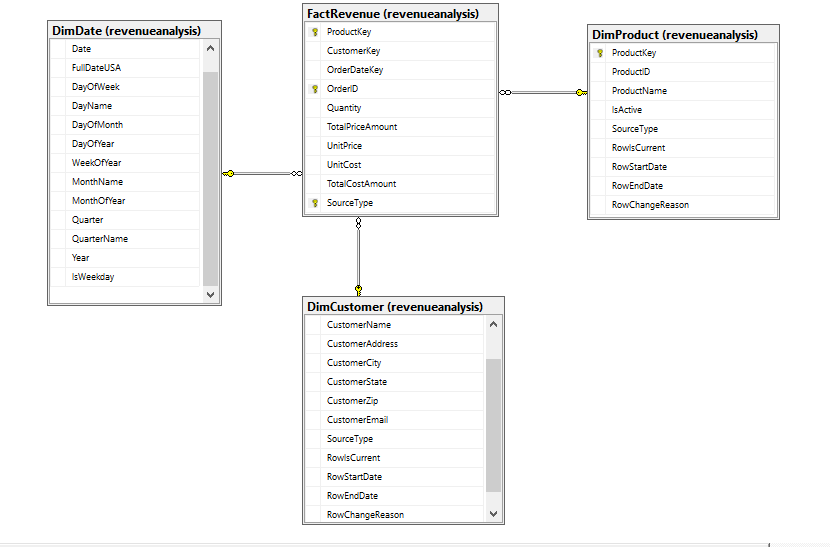 DimDate (revenueanalysis)
Date
FullDateUSA
DayOfWeek
DayName
DayOfMonth
DayOfYear
WeekOfYear
MonthName
MonthOfYear
Quarter
QuarterName
Year
IsWeekday
FactRevenue (revenueanalysis)
ProductKey
CustomerKey
OrderDateKey
OrderID
Quantity
TotalPriceAmount
UnitPrice
UnitCost
TotalCostAmount
SourceType
DimProduct (revenueanalysis)
ProductKey
ProductID
ProductName
IsActive
SourceType
RowIsCurrent
RowStartDate
RowEndDate
RowChangeReason
DimCustomer (revenueanalysis)
CustomerName
CustomerAddress
CustomerCity
CustomerState
CustomerZip
CustomerEmail
SourceType
RowIsCurrent
RowStartDate
RowEndDate
RowChangeReason